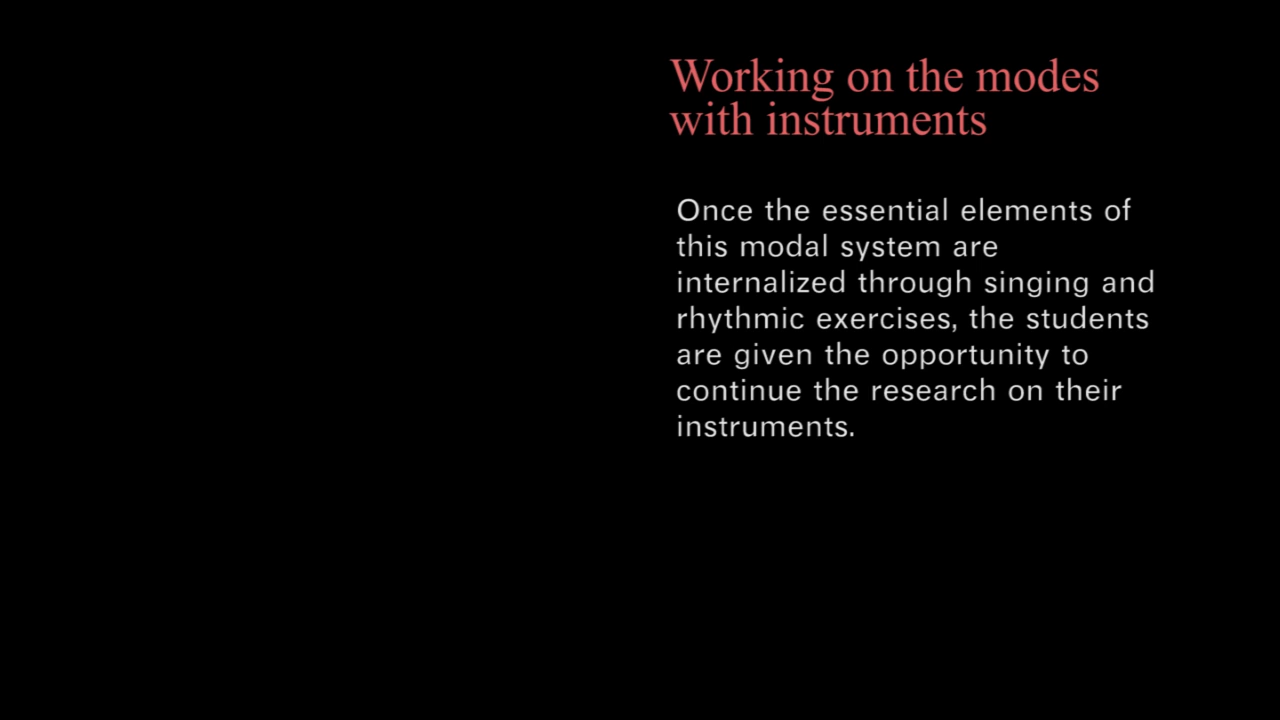 Working on the modes
with instruments
Once the essential elements of
this modal system are
internalized through singing and
rhythmic exercises, the students
are given the opportunity to
continue the research on their
instruments.